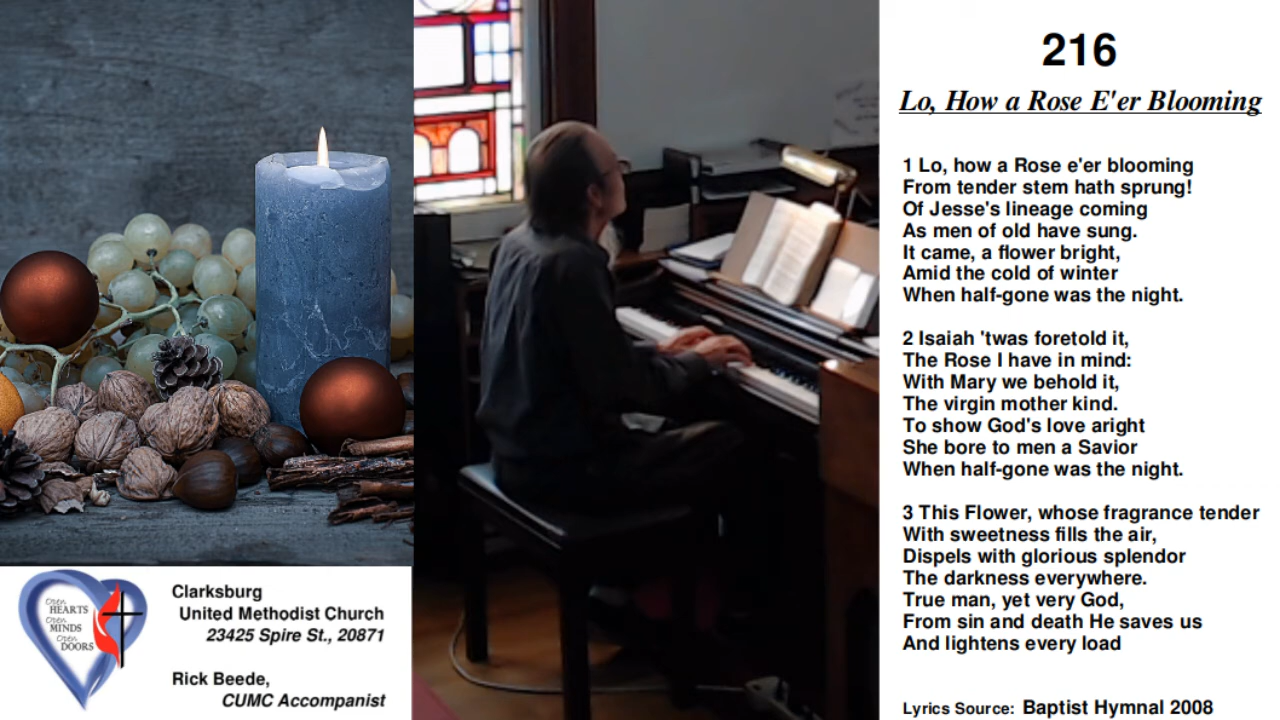 Open
HEARTS
Open
MINDS
Open
DOORS
Clarksburg
United Methodist Church
23425 Spire St., 20871
Rick Beede,
CUMC Accompanist
216
Lo, How a Rose E'er Blooming
1 Lo, how a Rose e'er blooming
From tender stem hath sprung!
Of Jesse's lineage coming
As men of old have sung.
It came, a flower bright,
Amid the cold of winter
When half-gone was the night.
2 Isaiah 'twas foretold it,
The Rose I have in mind:
With Mary we behold it,
The virgin mother kind.
To show God's love aright
She bore to men a Savior
When half-gone was the night.
3 This Flower, whose fragrance tender
With sweetness fills the air,
Dispels with glorious splendor
The darkness everywhere.
True man, yet very God,
From sin and death He saves us
And lightens every load
Lyrics Source: Baptist Hymnal 2008